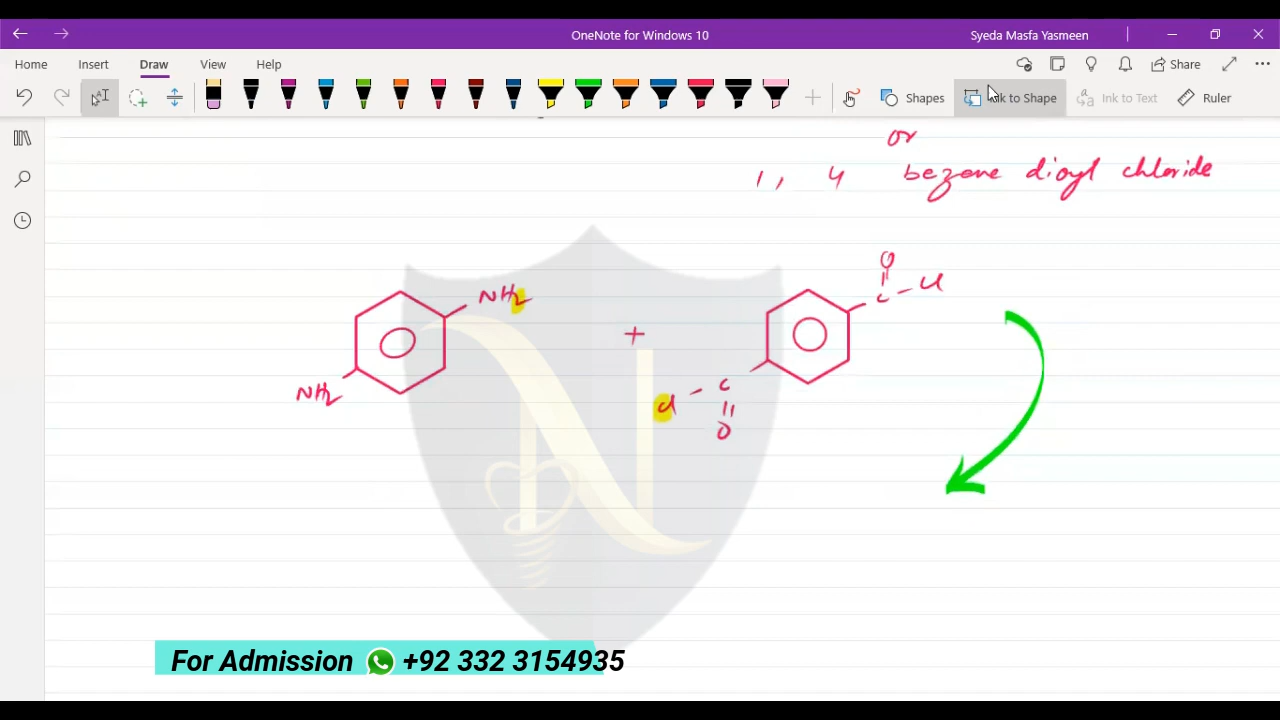 OneNote for Windows 10
Syeda Masfa Yasmeen
Home Insert Draw View Help
Share
Shapes
Ink to Shape
Ink to Text
Ruler
or
1, 4 bezene dioyl chloride
NH2
NH2
+
O
C - Cl
Cl - C
O
N
For Admission +92 332 3154935